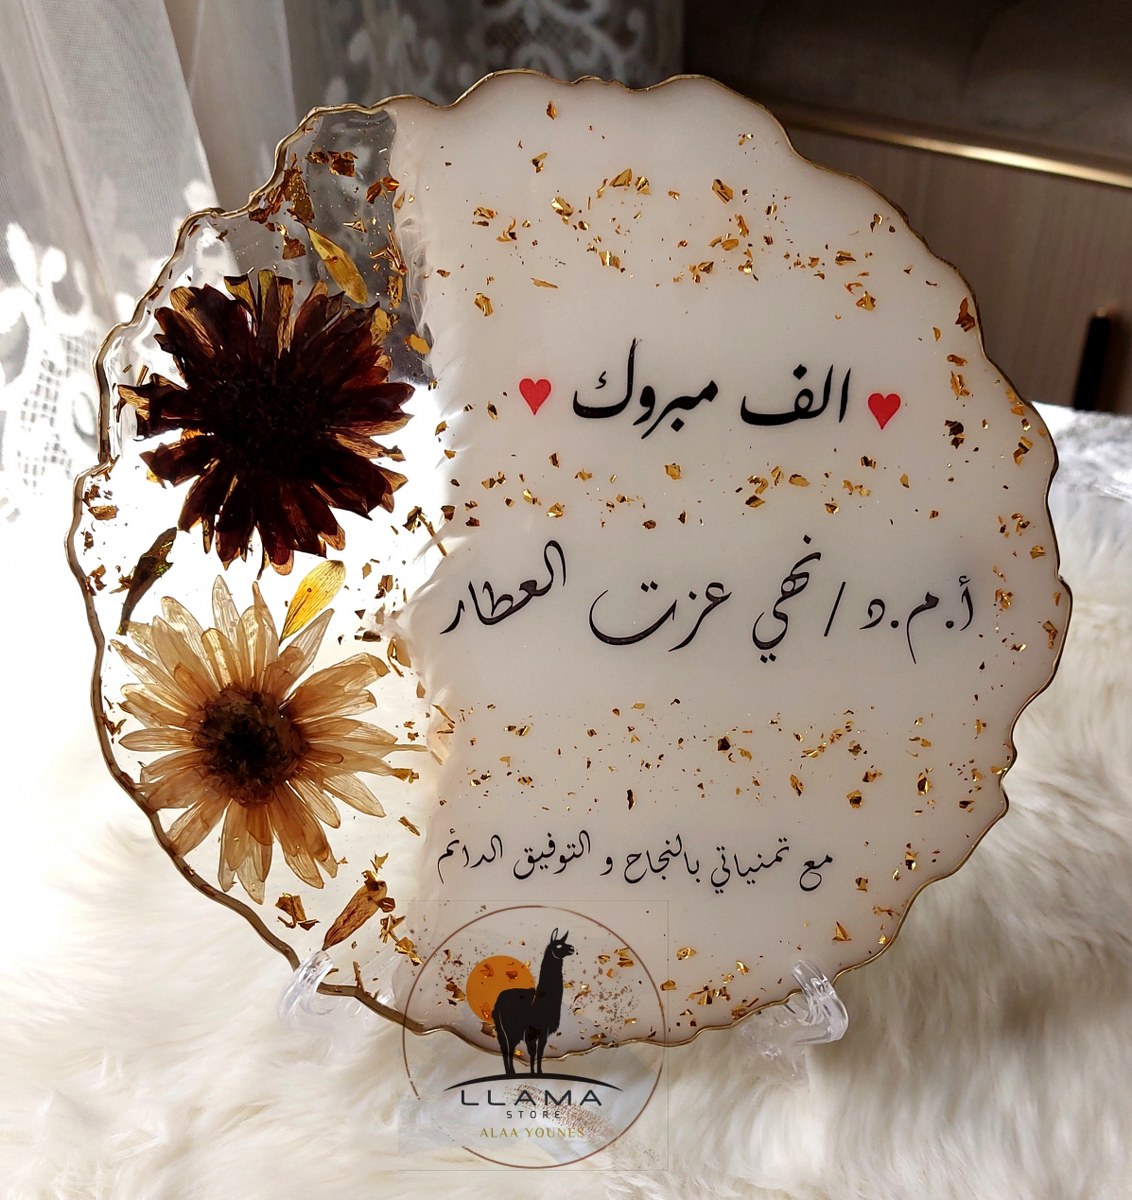 ♥ الف مبروك ♥
أ.م.د / نهي عزت العطار
مع تمنياتي بالنجاح و التوفيق الدائم
LLAMA
STORE
ALAA YOUNES